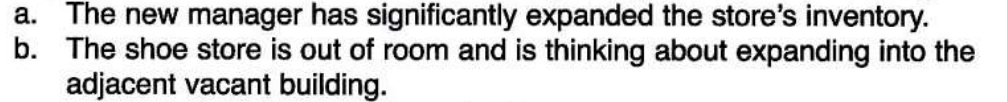 a. The new manager has significantly expanded the store's inventory.
b. The shoe store is out of room and is thinking about expanding into the
adjacent vacant building.